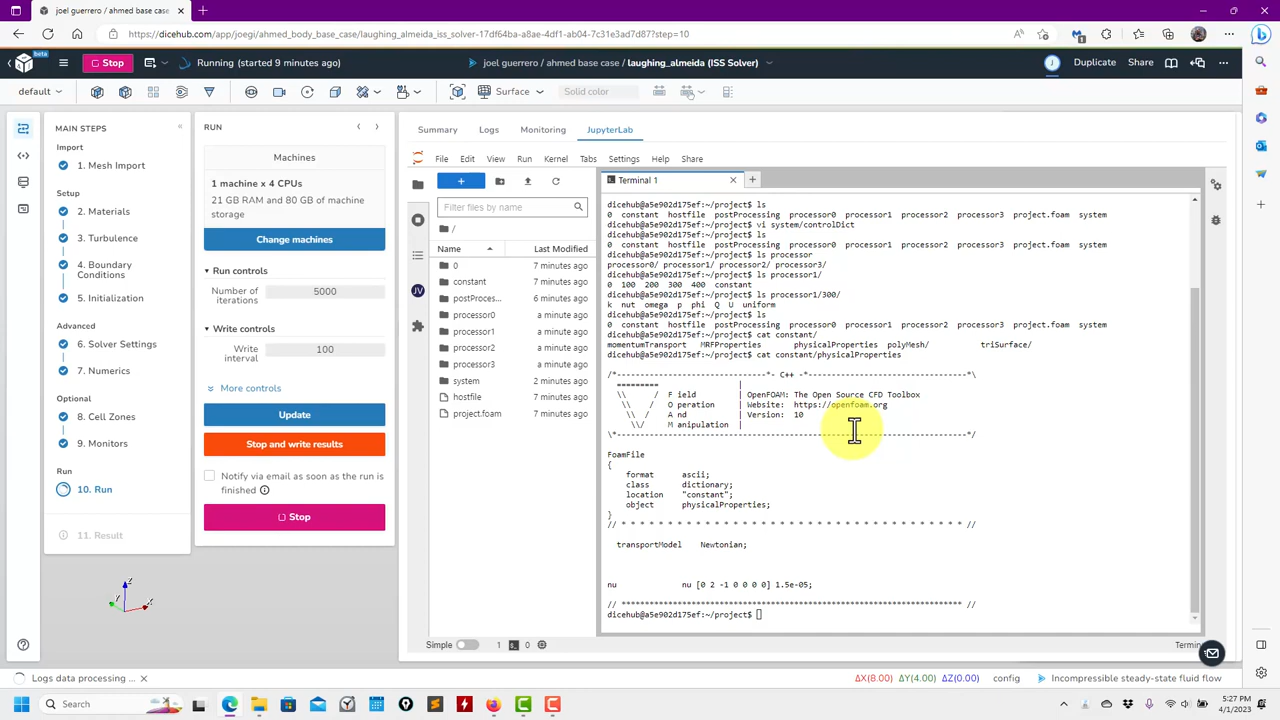 joel guerrero / ahmed base case
https://dicehub.com/app/joegi/ahmed_body_base_case/laughing_almeida_iss_solver-17df64ba-a8ae-4df1-ab04-7c31e3ad7d87?step=10
beta
Stop
Running (started 9 minutes ago)
joel guerrero / ahmed base case / laughing_almeida (ISS Solver)
J
Duplicate
Share
default
Surface
Solid color
MAIN STEPS
Import
1. Mesh Import
Setup
2. Materials
3. Turbulence
4. Boundary
Conditions
5. Initialization
Advanced
6. Solver Settings
7. Numerics
Optional
8. Cell Zones
9. Monitors
Run
10. Run
11. Result
RUN
Machines
1 machine x 4 CPUs
21 GB RAM and 80 GB of machine
storage
Change machines
Run controls
Number of
iterations
5000
Write controls
Write
interval
100
More controls
Update
Stop and write results
Notify via email as soon as the run is
finished
Stop
Summary
Logs
Monitoring
JupyterLab
File
Edit
View
Run
Kernel
Tabs
Settings
Help
Share
Filter files by name
/
Name
Last Modified
0 7 minutes ago
constant 7 minutes ago
postProces... 6 minutes ago
processor0 a minute ago
processor1 a minute ago
processor2 a minute ago
processor3 a minute ago
system 2 minutes ago
hostfile 7 minutes ago
project.foam 7 minutes ago
Terminal 1
dicehub@a5e902d175ef:~/project$ ls
0 constant hostfile postProcessing processor0 processor1 processor2 processor3 project.foam system
dicehub@a5e902d175ef:~/project$ vi system/controlDict
dicehub@a5e902d175ef:~/project$ ls
0 constant hostfile postProcessing processor0 processor1 processor2 processor3 project.foam system
dicehub@a5e902d175ef:~/project$ ls processor
processor0/ processor1/ processor2/ processor3/
dicehub@a5e902d175ef:~/project$ ls processor1/
0 100 200 300 400 constant
dicehub@a5e902d175ef:~/project$ ls processor1/300/
k nut omega p phi Q U uniform
dicehub@a5e902d175ef:~/project$ ls
0 constant hostfile postProcessing processor0 processor1 processor2 processor3 project.foam system
dicehub@a5e902d175ef:~/project$ cat constant/
momentumTransport MRFProperties physicalProperties polyMesh/ triSurface/
dicehub@a5e902d175ef:~/project$ cat constant/physicalProperties
/*--------------------------------*- C++ -*----------------------------------*\
========= |
\\ / F ield | OpenFOAM: The Open Source CFD Toolbox
\\ / O peration | Website: https://openfoam.org
\\ / A nd | Version: 10
\\/ M anipulation |
\*---------------------------------------------------------------------------*/
FoamFile
{
format ascii;
class dictionary;
location "constant";
object physicalProperties;
}
// * * * * * * * * * * * * * * * * * * * * * * * * * * * * * * * * * * * * * //
transportModel Newtonian;
nu nu [0 2 -1 0 0 0 0] 1.5e-05;
// ************************************************************************* //
dicehub@a5e902d175ef:~/project$
Simple
1
0
Logs data processing ...
ΔX(8.00) ΔY(4.00) ΔZ(0.00)
config
Incompressible steady-state fluid flow
Search
5:27 PM
4/1/2023